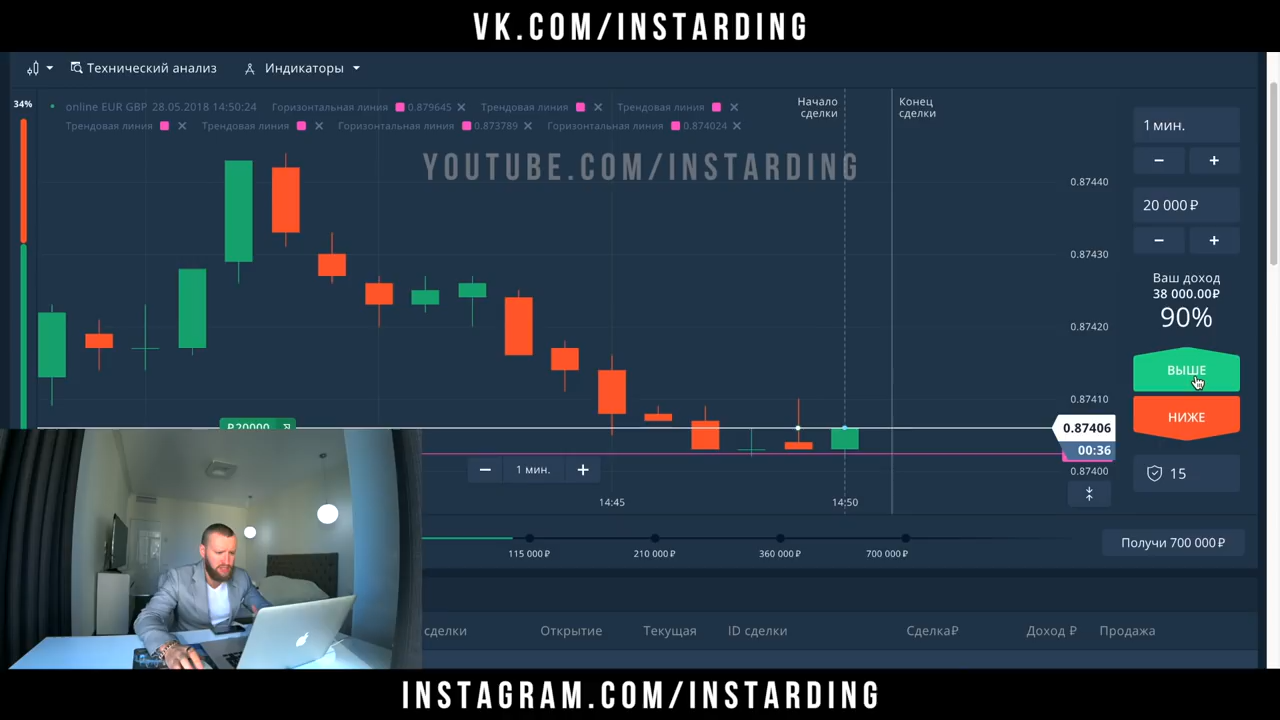 VK.COM/INSTARDING
Технический анализ Индикаторы
34%
online EUR GBP 28.05.2018 14:50:24 Горизонтальная линия 0.879645 Трендовая линия Трендовая линия
Трендовая линия Трендовая линия Горизонтальная линия 0.873789 Горизонтальная линия 0.874024
Начало
сделки
Конец
сделки
YOUTUBE.COM/INSTARDING
0.87440
0.87430
0.87420
0.87410
0.87406
00:36
0.87400
1 мин.
− +
20 000 ₽
− +
Ваш доход
38 000.00₽
90%
ВЫШЕ
НИЖЕ
15
₽20000
− 1 мин. +
14:45 14:50
115 000 ₽ 210 000 ₽ 360 000 ₽ 700 000 ₽
Получи 700 000 ₽
сделки Открытие Текущая ID сделки Сделка₽ Доход ₽ Продажа
INSTAGRAM.COM/INSTARDING